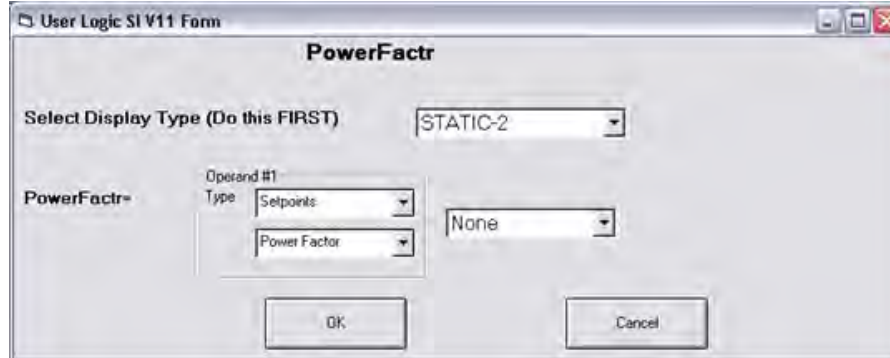 User Logic SI V11 Form
PowerFactr
Select Display Type (Do this FIRST)
STATIC-2
Operand #1
PowerFactr=
Type
Setpoints
Power Factor
None
OK
Cancel